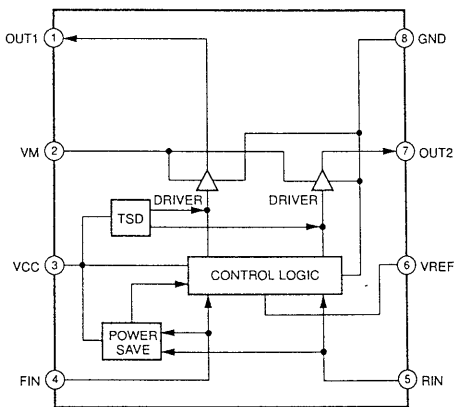 OUT1 1 8 GND
VM 2 7 OUT2
DRIVER DRIVER
TSD
VCC 3 6 VREF
CONTROL LOGIC
POWER
SAVE
FIN 4 5 RIN